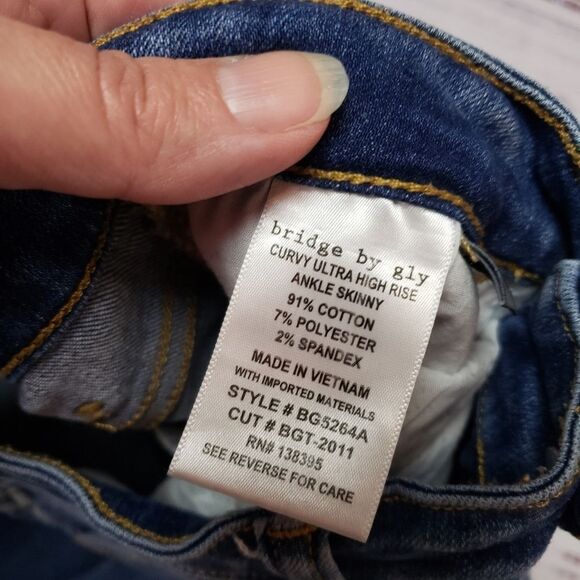 bridge by gly
CURVY ULTRA HIGH RISE
ANKLE SKINNY
91% COTTON
7% POLYESTER
2% SPANDEX
MADE IN VIETNAM
WITH IMPORTED MATERIALS
STYLE # BG5264A
CUT # BGT-2011
RN# 138395
SEE REVERSE FOR CARE